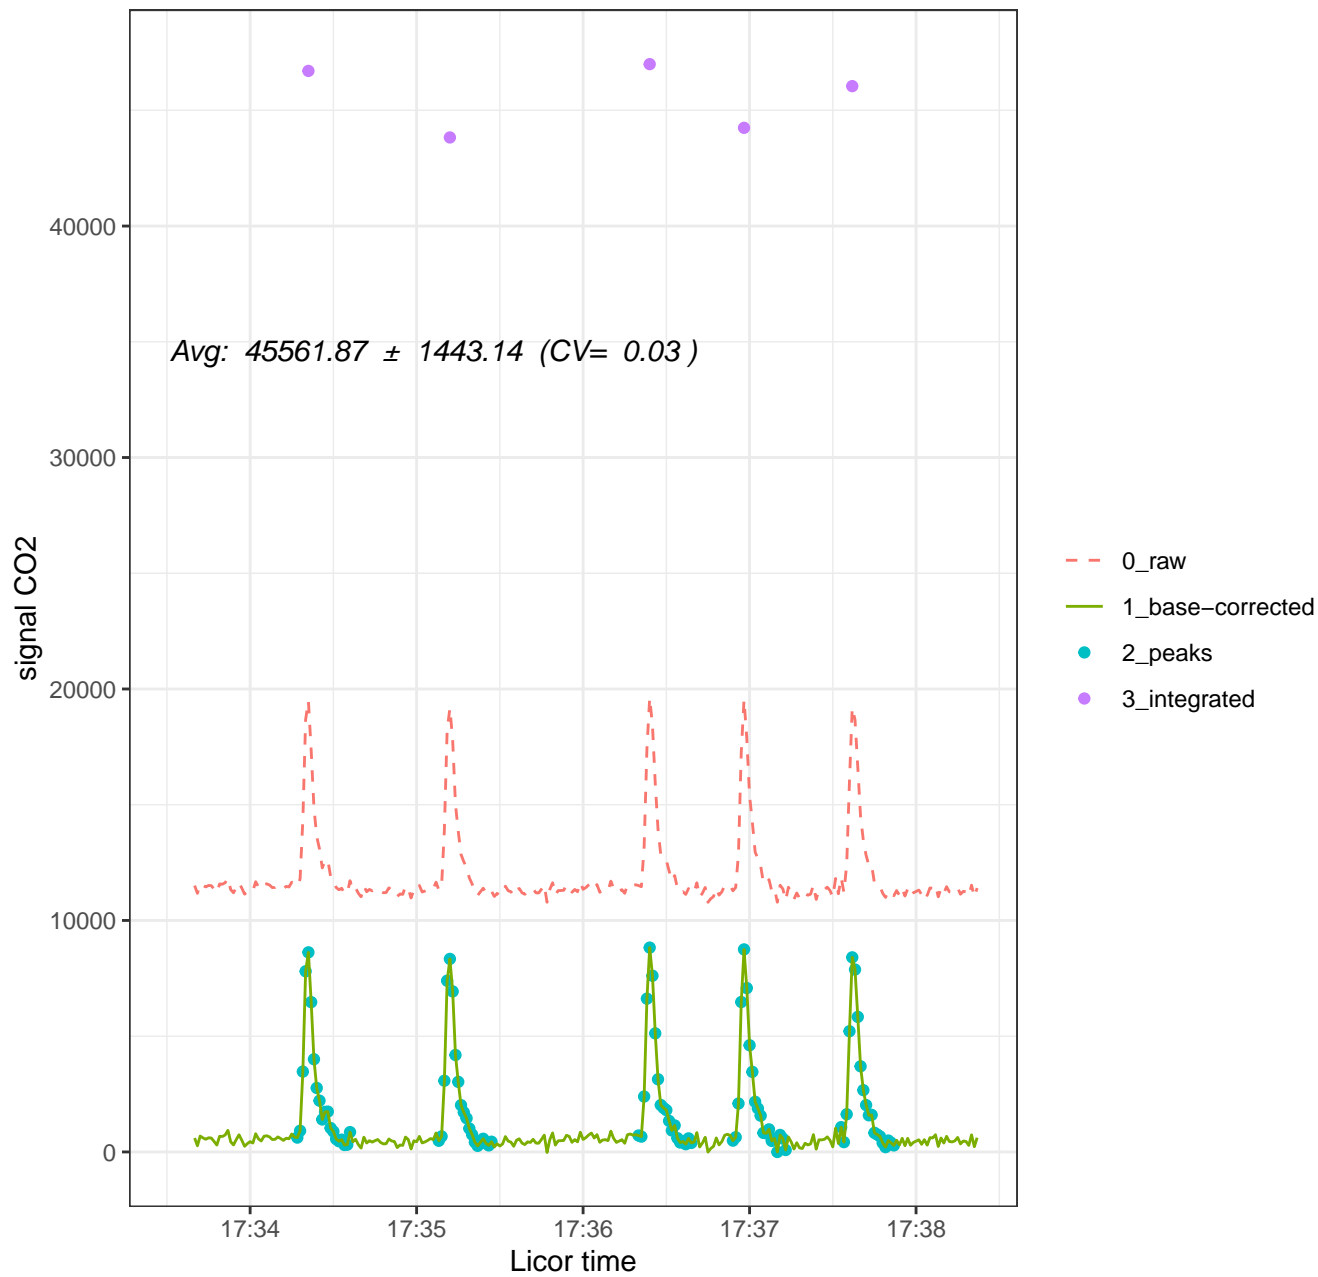 40000
Avg: 45561.87 ± 1443.14 (CV= 0.03 )
30000
signal CO2
20000
10000
0
17:34
17:35
17:36
17:37
17:38
Licor time
0_raw
1_base−corrected
2_peaks
3_integrated